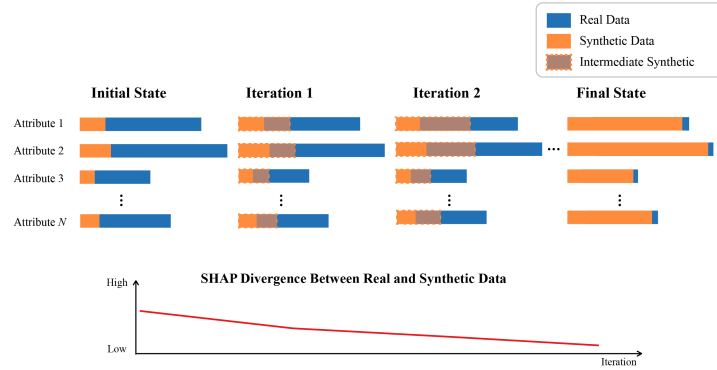 Real Data
Synthetic Data
Intermediate Synthetic
Initial State
Iteration 1
Iteration 2
Final State
Attribute 1
Attribute 2
...
Attribute 3
⋮ ⋮ ⋮ ⋮
Attribute N
SHAP Divergence Between Real and Synthetic Data
High
Low
Iteration